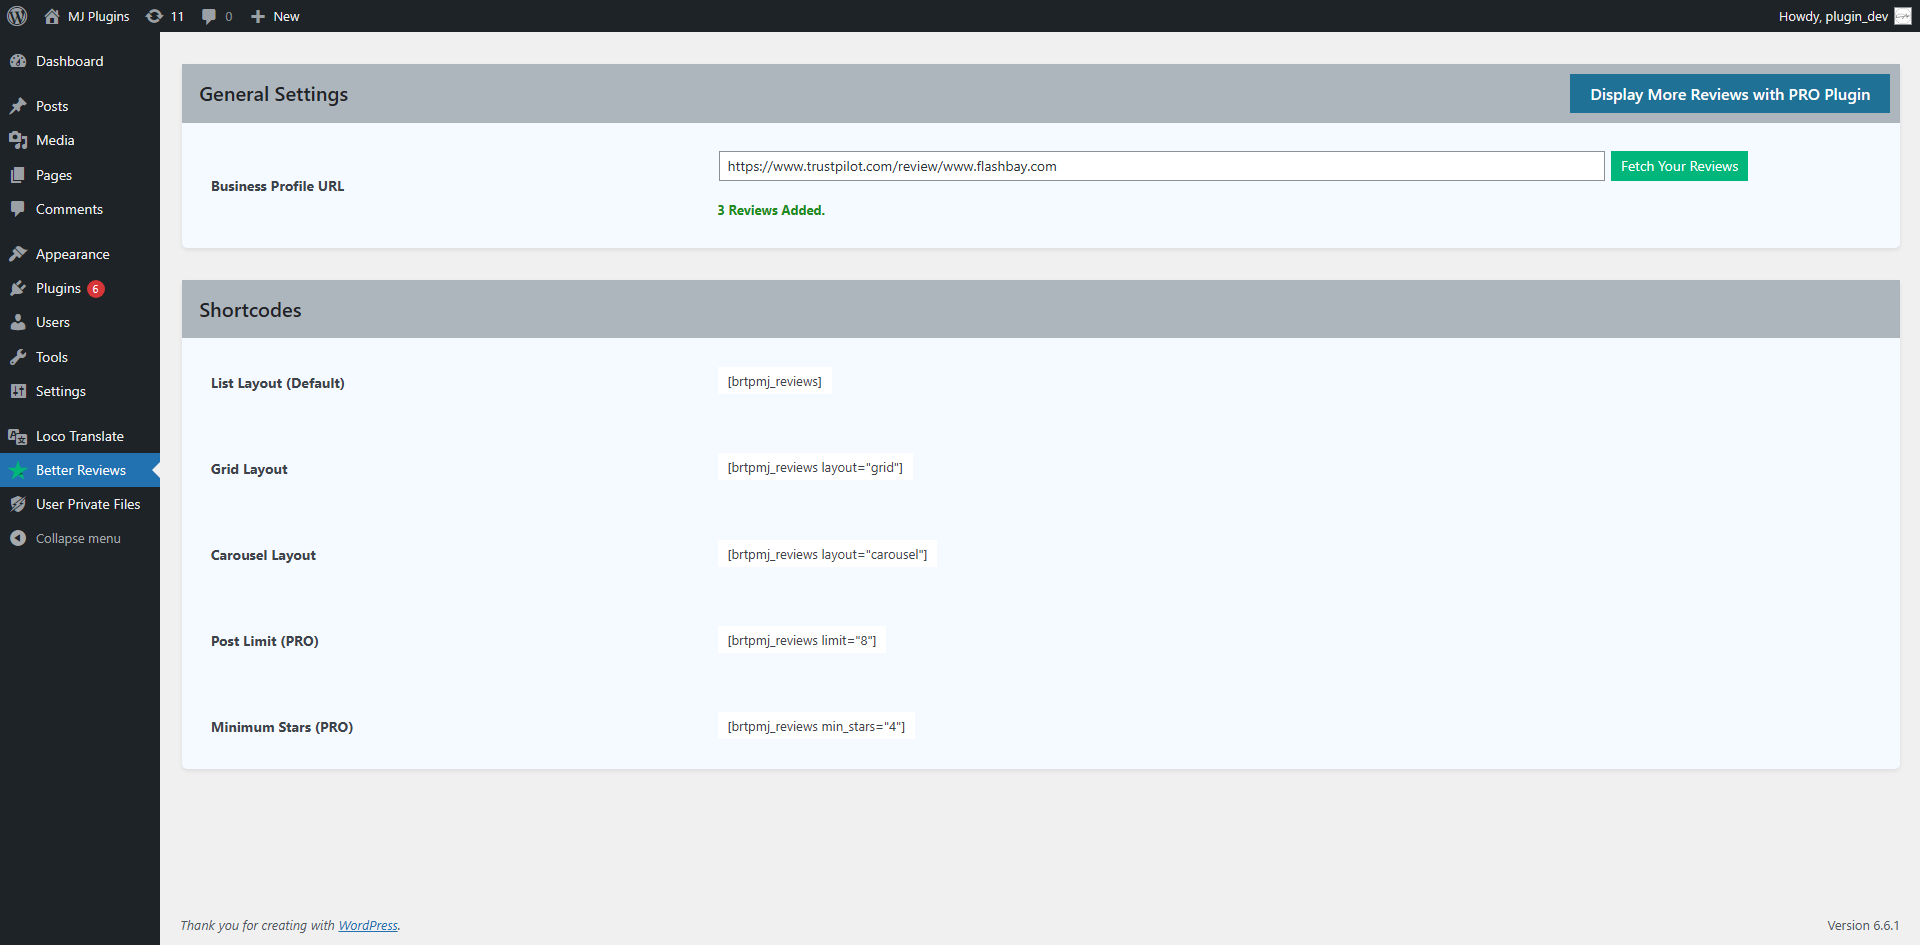 MJ Plugins 11 0 New Howdy, plugin_dev
Dashboard
Posts
Media
Pages
Comments
Appearance
Plugins 6
Users
Tools
Settings
Loco Translate
Better Reviews
User Private Files
Collapse menu
General Settings
Display More Reviews with PRO Plugin
Business Profile URL
https://www.trustpilot.com/review/www.flashbay.com
Fetch Your Reviews
3 Reviews Added.
Shortcodes
List Layout (Default)
[brtpmj_reviews]
Grid Layout
[brtpmj_reviews layout="grid"]
Carousel Layout
[brtpmj_reviews layout="carousel"]
Post Limit (PRO)
[brtpmj_reviews limit="8"]
Minimum Stars (PRO)
[brtpmj_reviews min_stars="4"]
Thank you for creating with WordPress.
Version 6.6.1